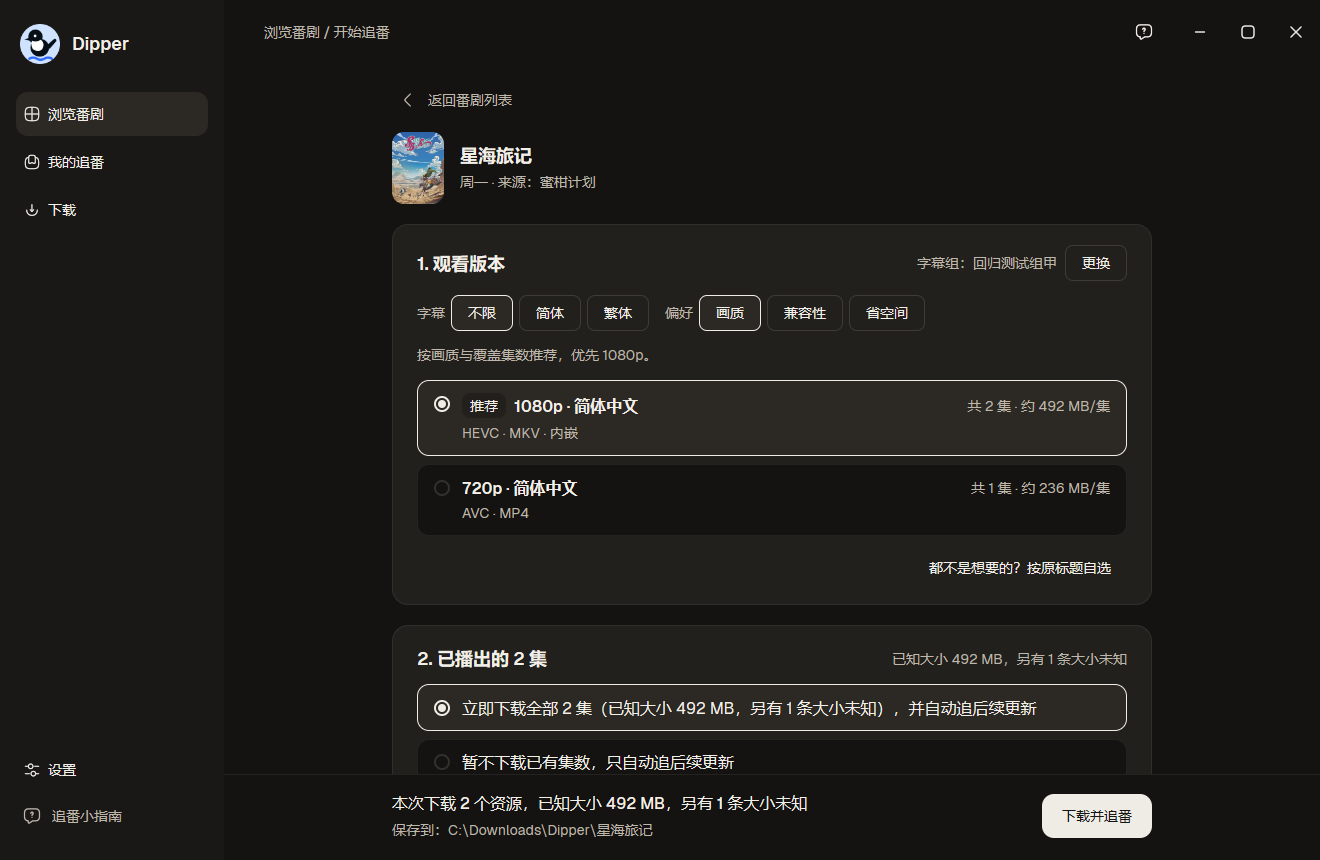 Dipper
浏览番剧 / 开始追番
浏览番剧
我的追番
下载
设置
追番小指南
返回番剧列表
星海旅记
周一 · 来源：蜜柑计划
1. 观看版本
字幕组：回归测试组甲 更换
字幕 不限 简体 繁体 偏好 画质 兼容性 省空间
按画质与覆盖集数推荐，优先 1080p。
推荐 1080p · 简体中文 共 2 集 · 约 492 MB/集
HEVC · MKV · 内嵌
720p · 简体中文 共 1 集 · 约 236 MB/集
AVC · MP4
都不是想要的？按原标题自选
2. 已播出的 2 集 已知大小 492 MB，另有 1 条大小未知
立即下载全部 2 集（已知大小 492 MB，另有 1 条大小未知），并自动追后续更新
暂不下载已有集数，只自动追后续更新
本次下载 2 个资源，已知大小 492 MB，另有 1 条大小未知
保存到：C:\Downloads\Dipper\星海旅记
下载并追番